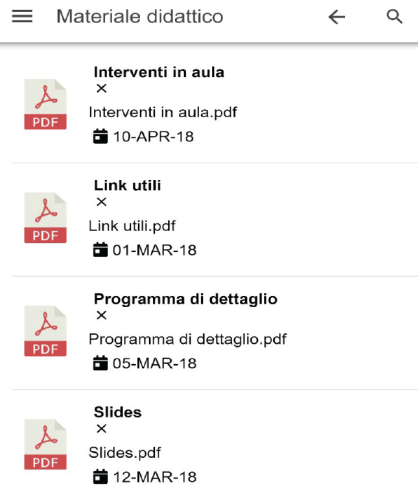 Materiale didattico
Interventi in aula
×
PDF
Interventi in aula.pdf
10-APR-18
Link utili
×
PDF
Link utili.pdf
01-MAR-18
Programma di dettaglio
×
PDF
Programma di dettaglio.pdf
05-MAR-18
Slides
×
PDF
Slides.pdf
12-MAR-18